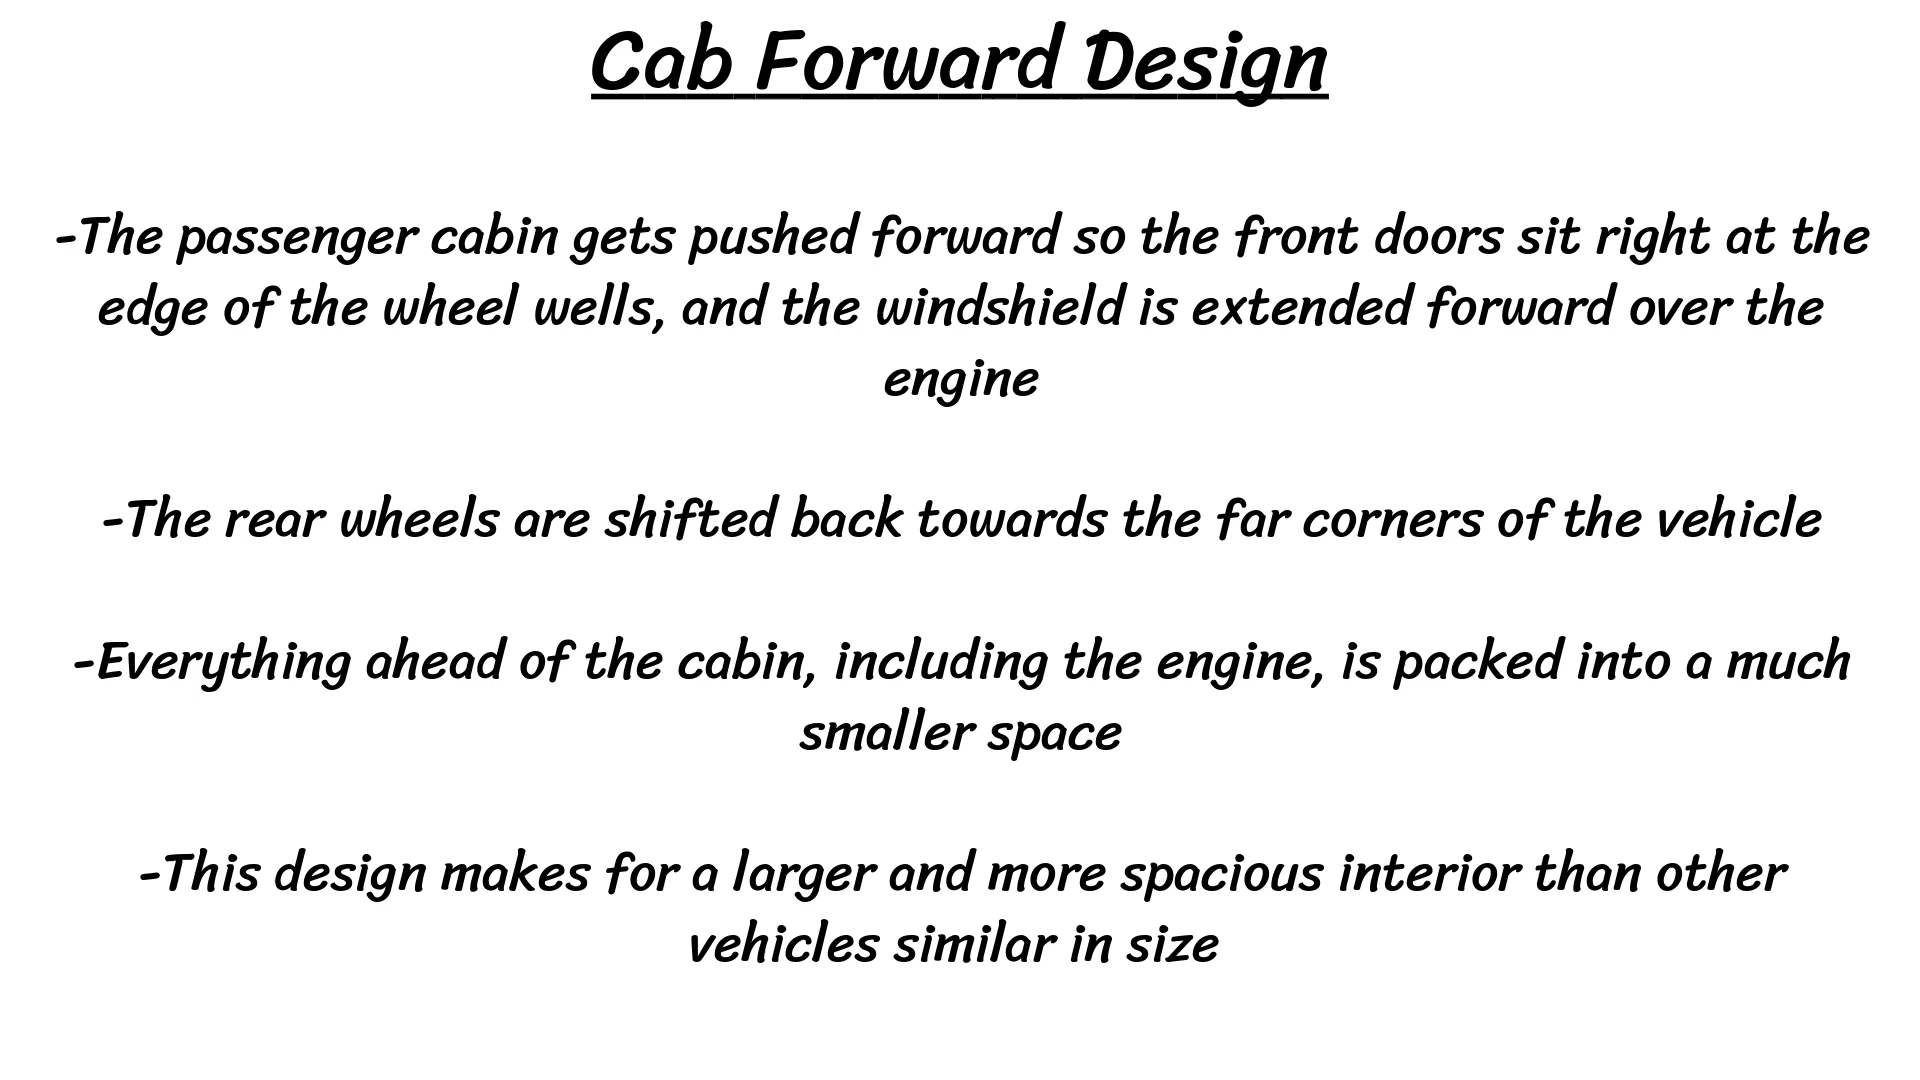 Cab Forward Design
-The passenger cabin gets pushed forward so the front doors sit right at the
edge of the wheel wells, and the windshield is extended forward over the
engine
-The rear wheels are shifted back towards the far corners of the vehicle
-Everything ahead of the cabin, including the engine, is packed into a much
smaller space
-This design makes for a larger and more spacious interior than other
vehicles similar in size